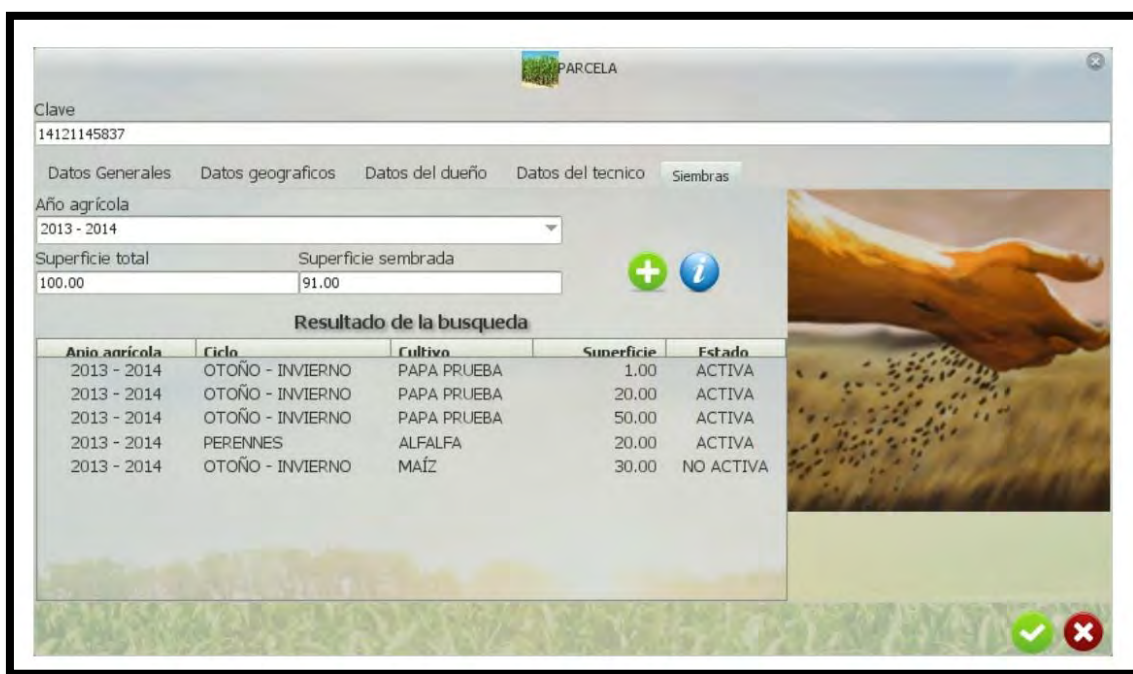 PARCELA
Clave
14121145837
Datos Generales Datos geograficos Datos del dueño Datos del tecnico Siembras
Año agrícola
2013 - 2014
Superficie total Superficie sembrada
100.00 91.00
Resultado de la busqueda
Anio agrícola Ciclo Cultivo Superficie Estado
2013 - 2014 OTOÑO - INVIERNO PAPA PRUEBA 1.00 ACTIVA
2013 - 2014 OTOÑO - INVIERNO PAPA PRUEBA 20.00 ACTIVA
2013 - 2014 OTOÑO - INVIERNO PAPA PRUEBA 50.00 ACTIVA
2013 - 2014 PERENNES ALFALFA 20.00 ACTIVA
2013 - 2014 OTOÑO - INVIERNO MAÍZ 30.00 NO ACTIVA